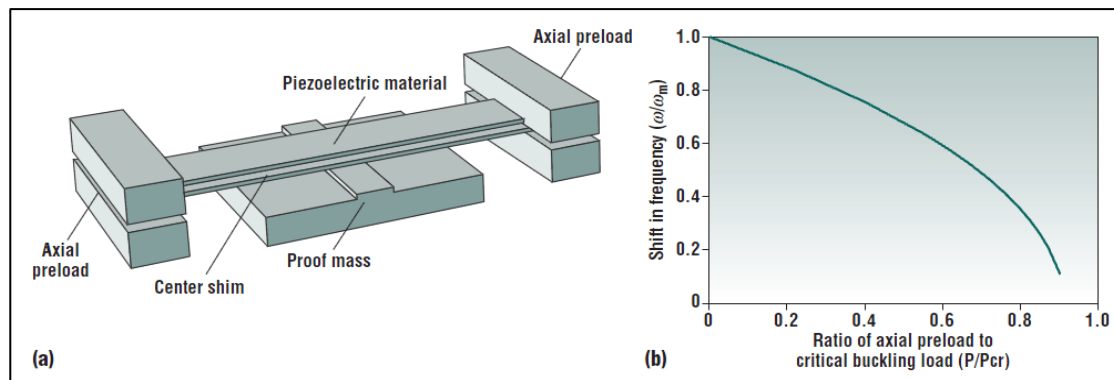 Axial preload
Piezoelectric material
Axial
preload
Proof mass
Center shim
(a)
Shift in frequency (ω/ωm)
1.0
0.8
0.6
0.4
0.2
0
0
0.2
0.4
0.6
0.8
1.0
Ratio of axial preload to
critical buckling load (P/Pcr)
(b)